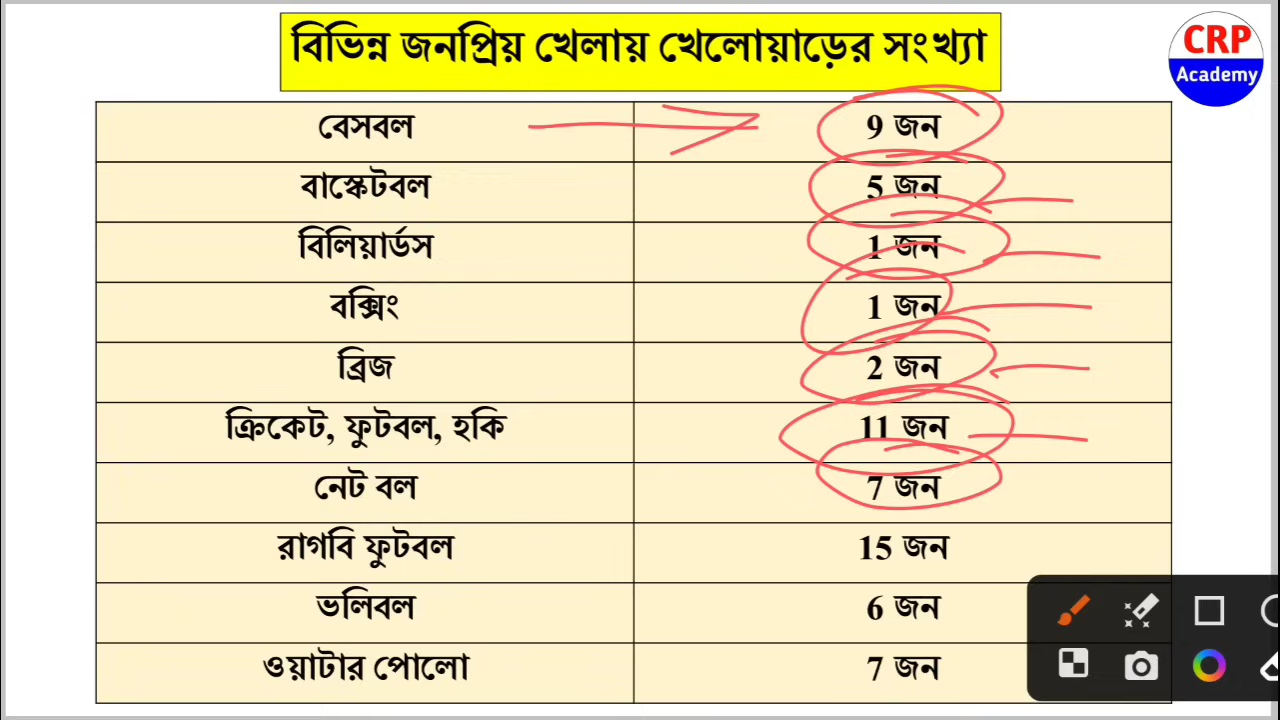 বিভিন্ন জনপ্রিয় খেলায় খেলোয়াড়ের সংখ্যা
CRP
Academy
বেসবল 9 জন
বাস্কেটবল 5 জন
বিলিয়ার্ডস 1 জন
বক্সিং 1 জন
ব্রিজ 2 জন
ক্রিকেট, ফুটবল, হকি 11 জন
নেট বল 7 জন
রাগবি ফুটবল 15 জন
ভলিবল 6 জন
ওয়াটার পোলো 7 জন